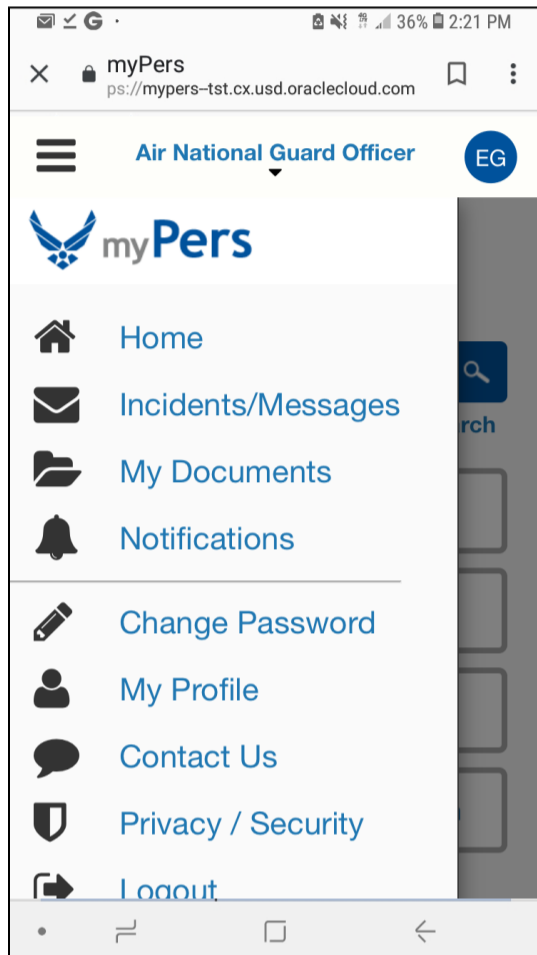 36% 2:21 PM
myPers
ps://mypers–tst.cx.usd.oraclecloud.com
Air National Guard Officer
EG
myPers
Home
Incidents/Messages
rch
My Documents
Notifications
Change Password
My Profile
Contact Us
Privacy / Security
Logout